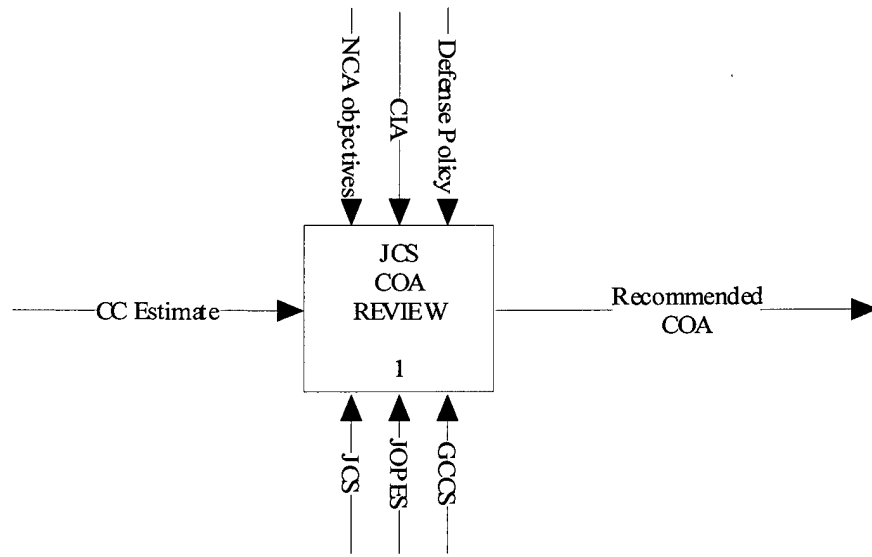 NCA objectives
CIA
Defense Policy
JCS
COA
REVIEW
1
CC Estimate
Recommended
COA
JCS
JOPES
GCCS